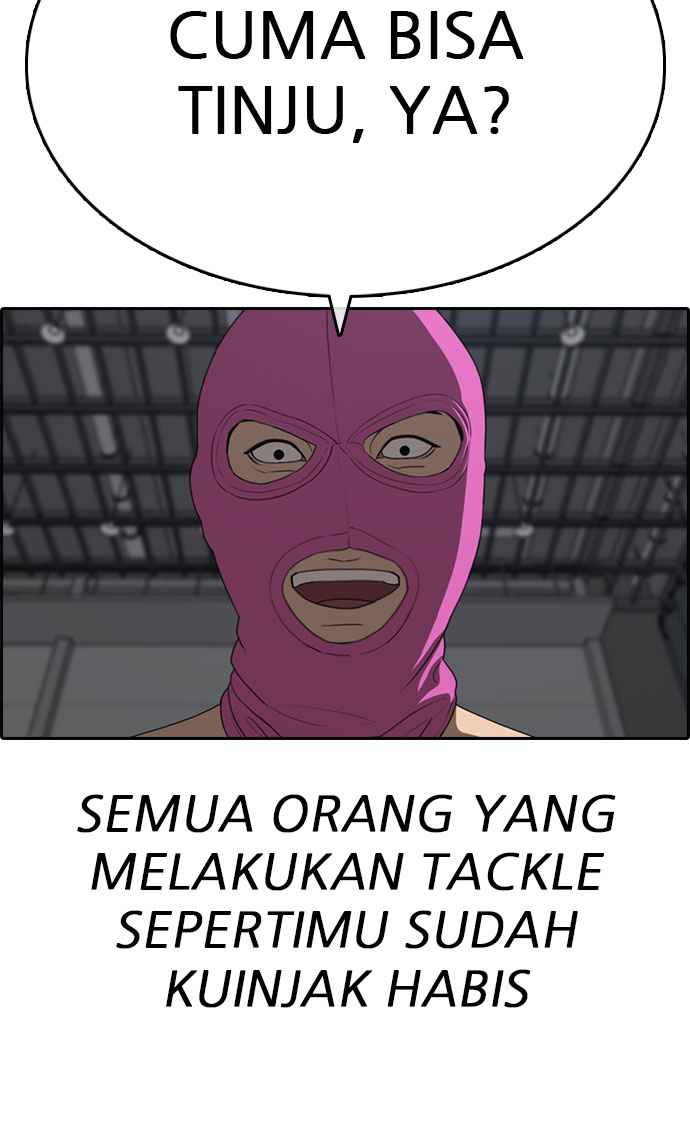 CUMA BISA
TINJU, YA?
SEMUA ORANG YANG
MELAKUKAN TACKLE
SEPERTIMU SUDAH
KUINJAK HABIS